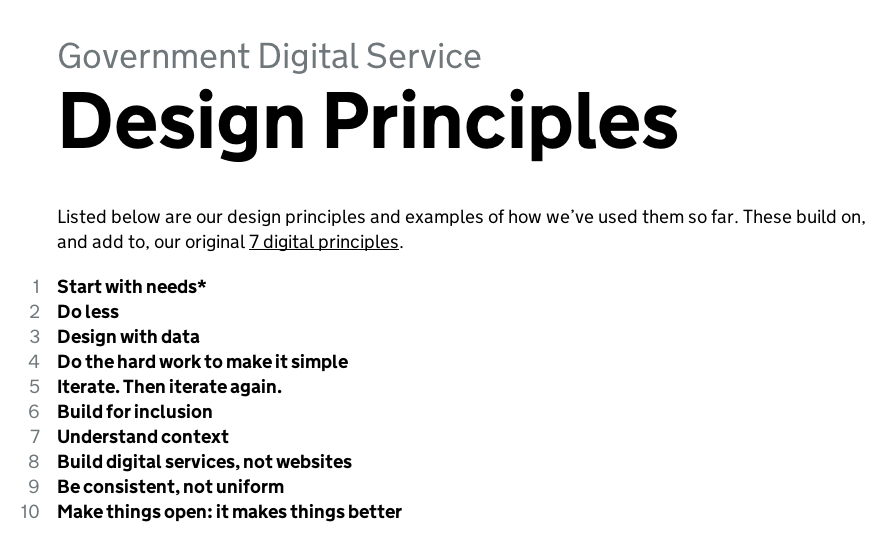 Government Digital Service
Design Principles
Listed below are our design principles and examples of how we’ve used them so far. These build on,
and add to, our original 7 digital principles.
1 Start with needs*
2 Do less
3 Design with data
4 Do the hard work to make it simple
5 Iterate. Then iterate again.
6 Build for inclusion
7 Understand context
8 Build digital services, not websites
9 Be consistent, not uniform
10 Make things open: it makes things better